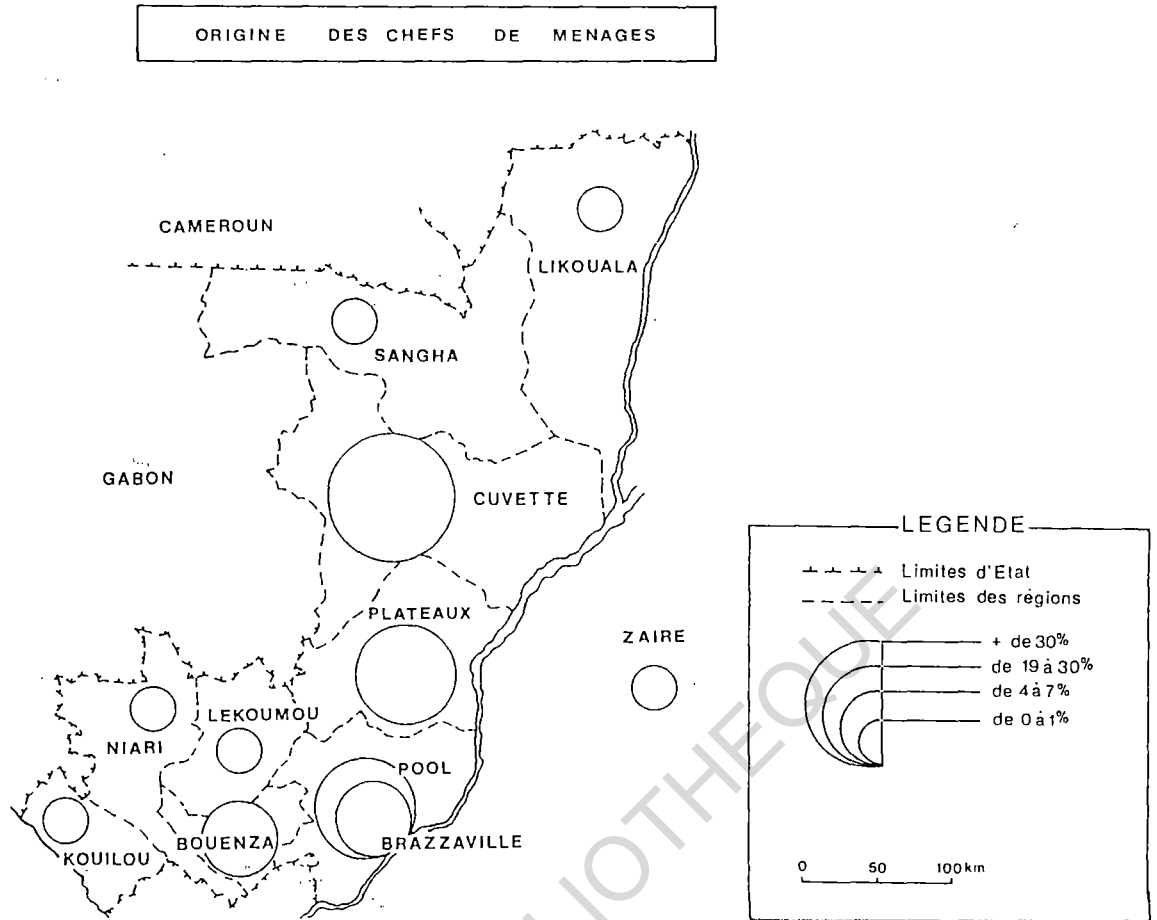 ORIGINE DES CHEFS DE MENAGES
CAMEROUN
LIKOUALA
SANGHA
GABON
CUVETTE
PLATEAUX
ZAIRE
LEKOUMOU
NIARI
POOL
BOUENZA
BRAZZAVILLE
KOUILOU
LEGENDE
Limites d'Etat
Limites des régions
+ de 30%
de 19 à 30%
de 4 à 7%
de 0 à 1%
0 50 100 km
LIOTHEQUE